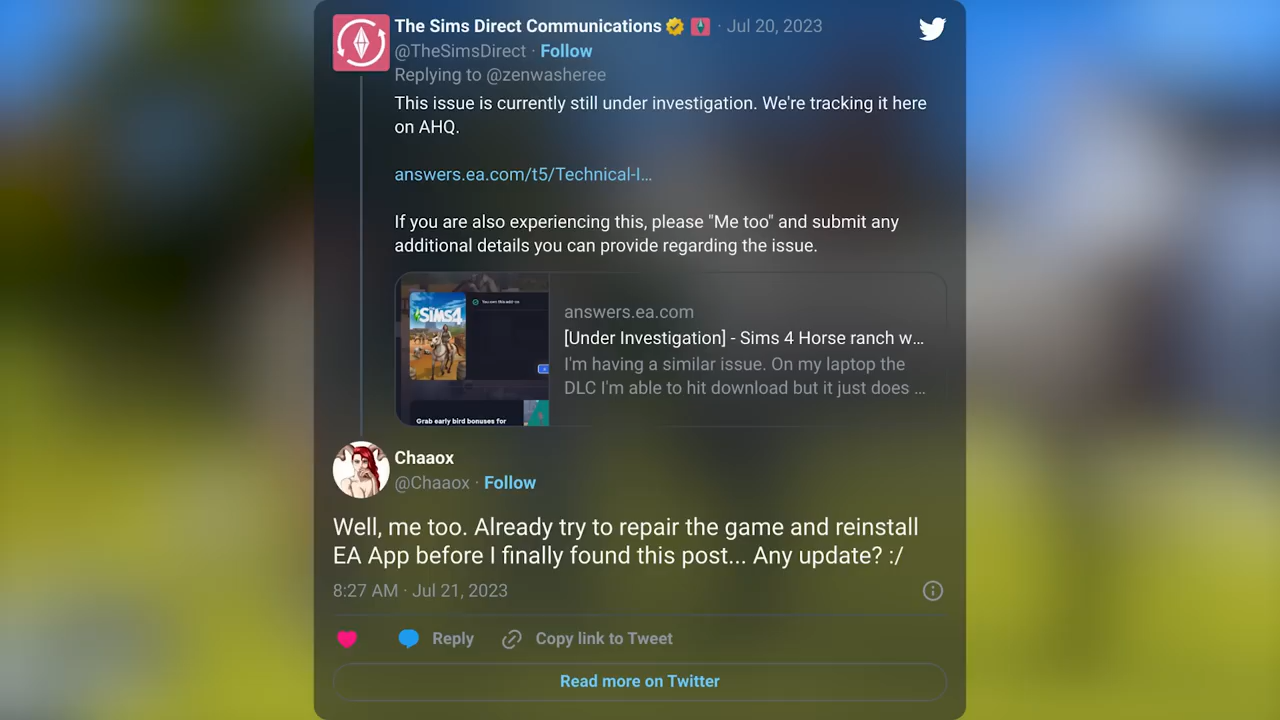 The Sims Direct Communications · Jul 20, 2023
@TheSimsDirect · Follow
Replying to @zenwasheree
This issue is currently still under investigation. We're tracking it here
on AHQ.
answers.ea.com/t5/Technical-I…
If you are also experiencing this, please "Me too" and submit any
additional details you can provide regarding the issue.
You own this add-on
SIMS4
Grab early bird bonuses for
answers.ea.com
[Under Investigation] - Sims 4 Horse ranch w…
I'm having a similar issue. On my laptop the
DLC I'm able to hit download but it just does …
Chaaox
@Chaaox · Follow
Well, me too. Already try to repair the game and reinstall
EA App before I finally found this post... Any update? :/
8:27 AM · Jul 21, 2023
Reply
Copy link to Tweet
Read more on Twitter